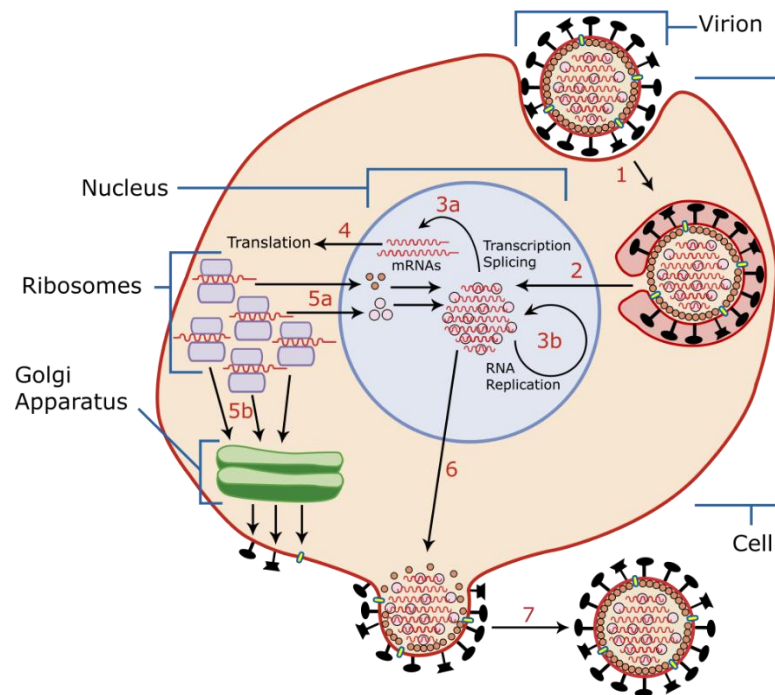 Virion
1
Nucleus
3a
4
Translation
Transcription
Splicing
mRNAs
2
Ribosomes
5a
3b
RNA
Replication
Golgi
Apparatus
5b
6
Cell
7